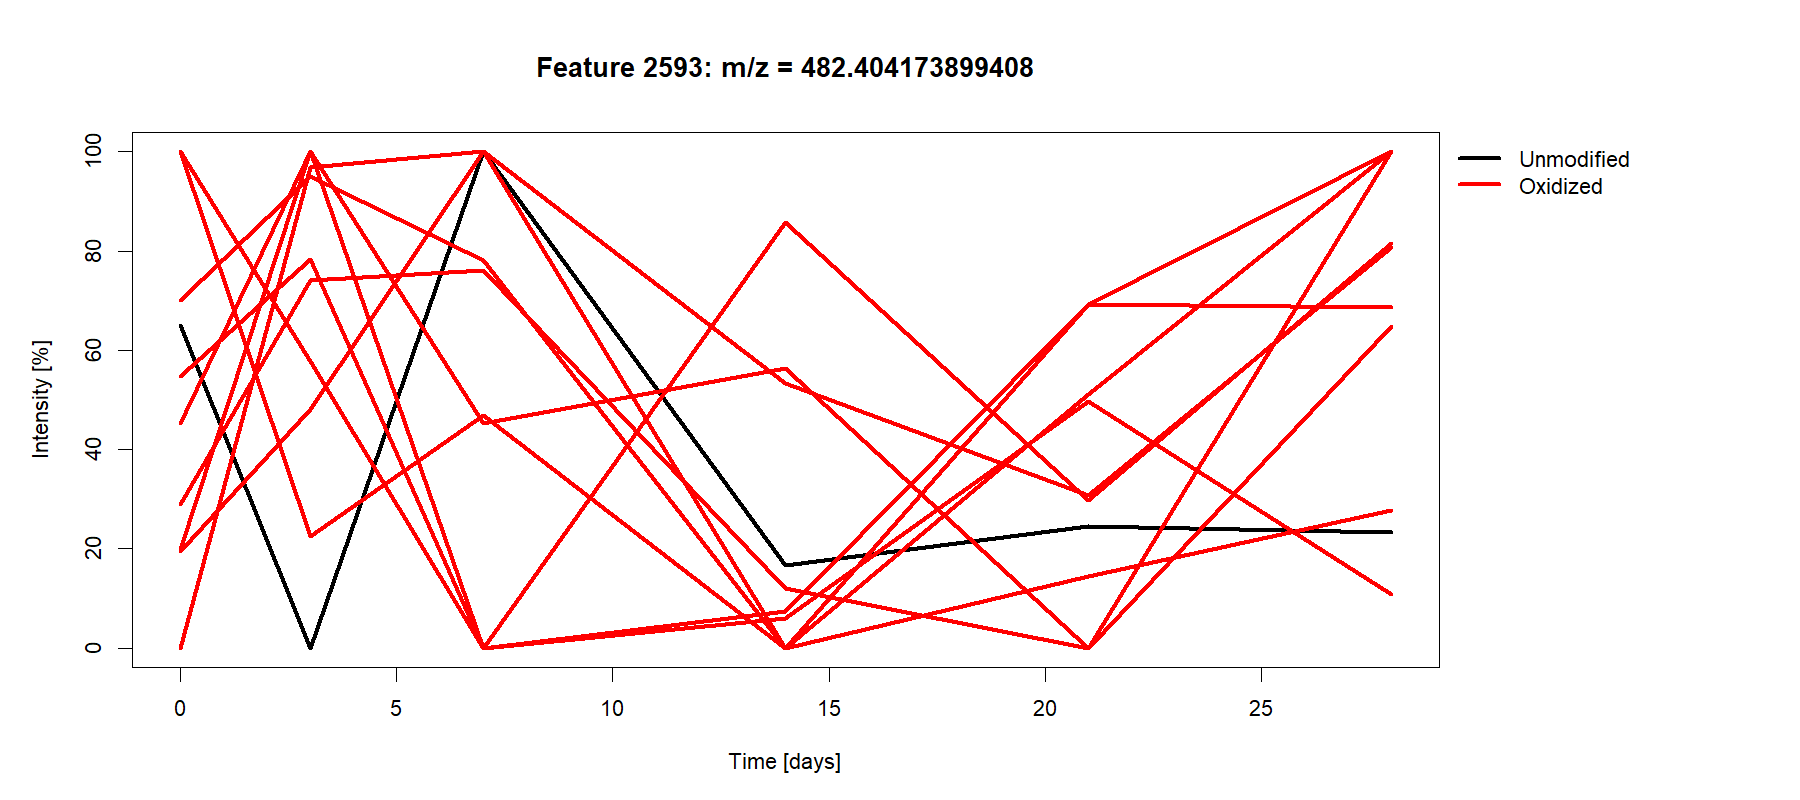 Feature 2593: m/z = 482.404173899408
Unmodified
Oxidized
Intensity [%]
100
80
60
40
20
0
0 5 10 15 20 25
Time [days]